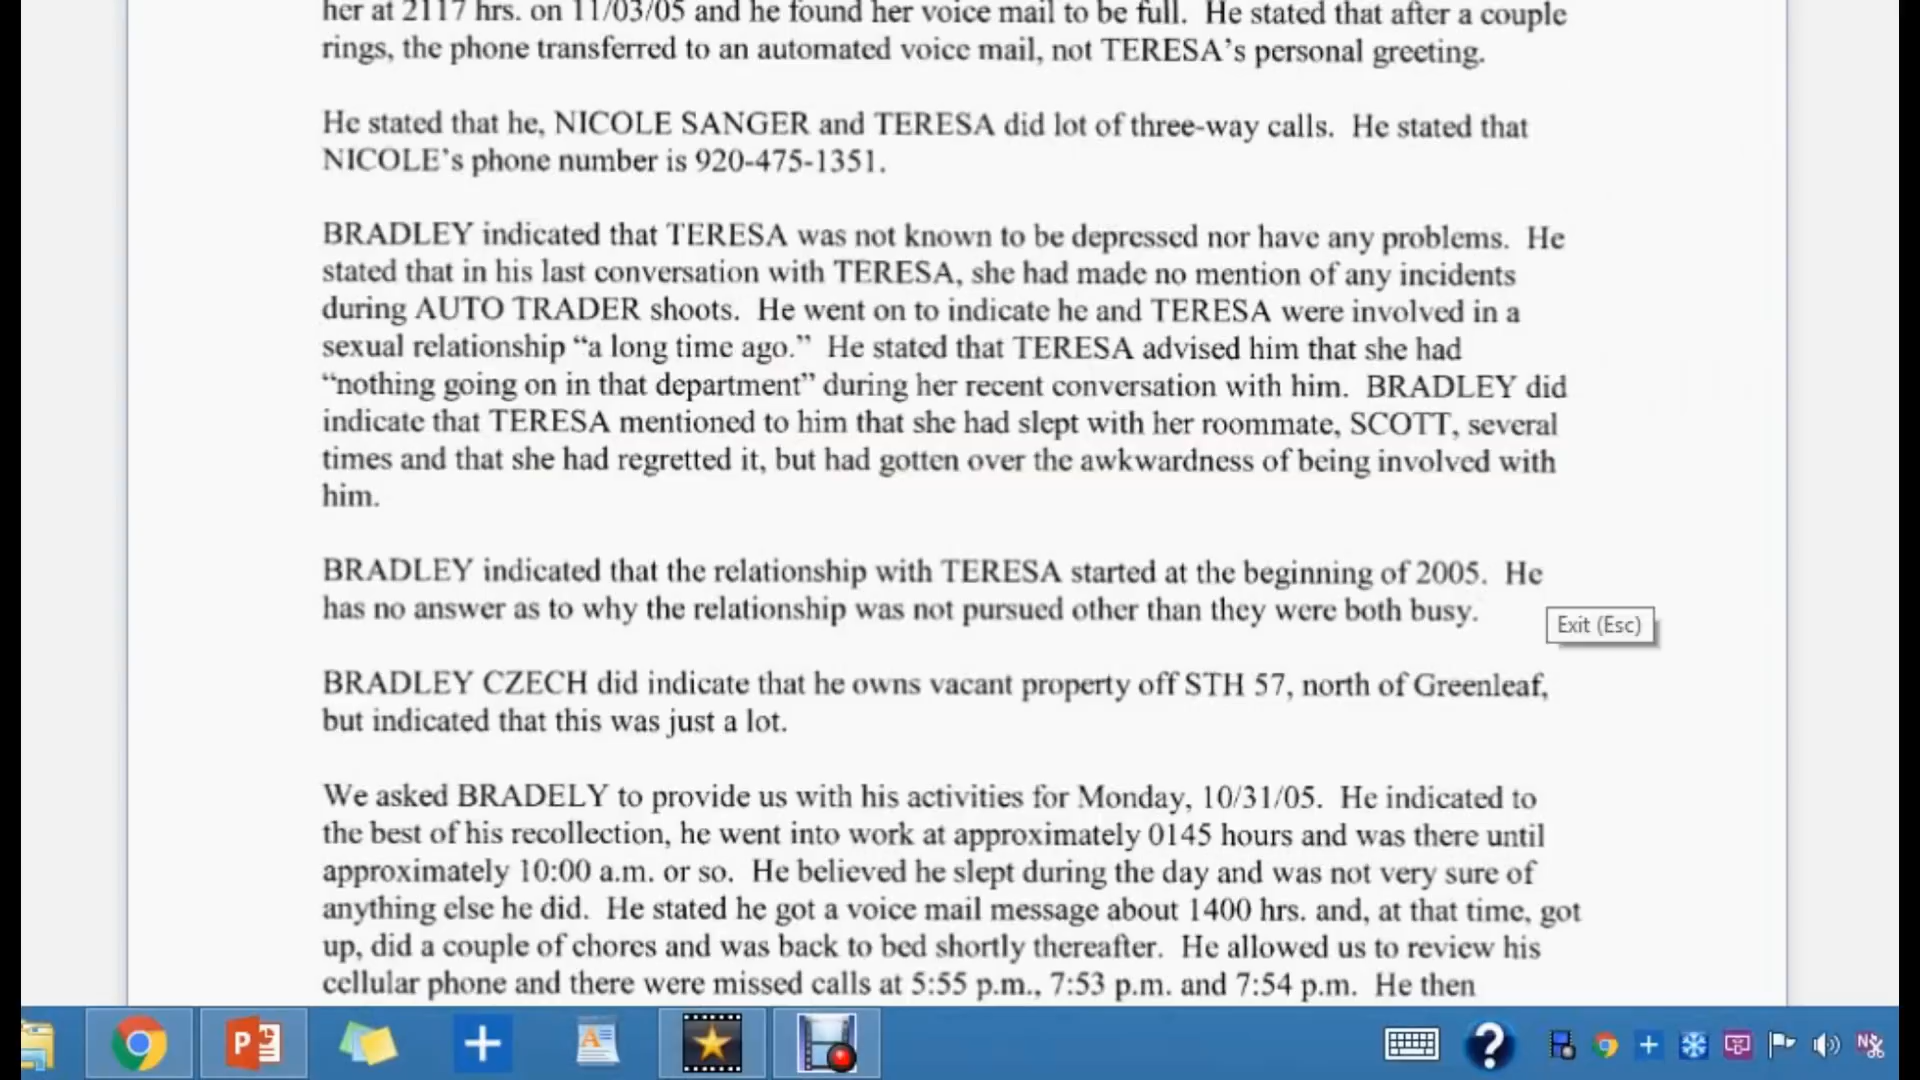 her at 2117 hrs. on 11/03/05 and he found her voice mail to be full.  He stated that after a couple
rings, the phone transferred to an automated voice mail, not TERESA's personal greeting.
He stated that he, NICOLE SANGER and TERESA did lot of three-way calls.  He stated that
NICOLE's phone number is 920-475-1351.
BRADLEY indicated that TERESA was not known to be depressed nor have any problems.  He
stated that in his last conversation with TERESA, she had made no mention of any incidents
during AUTO TRADER shoots.  He went on to indicate he and TERESA were involved in a
sexual relationship “a long time ago.”  He stated that TERESA advised him that she had
“nothing going on in that department” during her recent conversation with him.  BRADLEY did
indicate that TERESA mentioned to him that she had slept with her roommate, SCOTT, several
times and that she had regretted it, but had gotten over the awkwardness of being involved with
him.
BRADLEY indicated that the relationship with TERESA started at the beginning of 2005.  He
has no answer as to why the relationship was not pursued other than they were both busy.
Exit (Esc)
BRADLEY CZECH did indicate that he owns vacant property off STH 57, north of Greenleaf,
but indicated that this was just a lot.
We asked BRADELY to provide us with his activities for Monday, 10/31/05.  He indicated to
the best of his recollection, he went into work at approximately 0145 hours and was there until
approximately 10:00 a.m. or so.  He believed he slept during the day and was not very sure of
anything else he did.  He stated he got a voice mail message about 1400 hrs. and, at that time, got
up, did a couple of chores and was back to bed shortly thereafter.  He allowed us to review his
cellular phone and there were missed calls at 5:55 p.m., 7:53 p.m. and 7:54 p.m.  He then